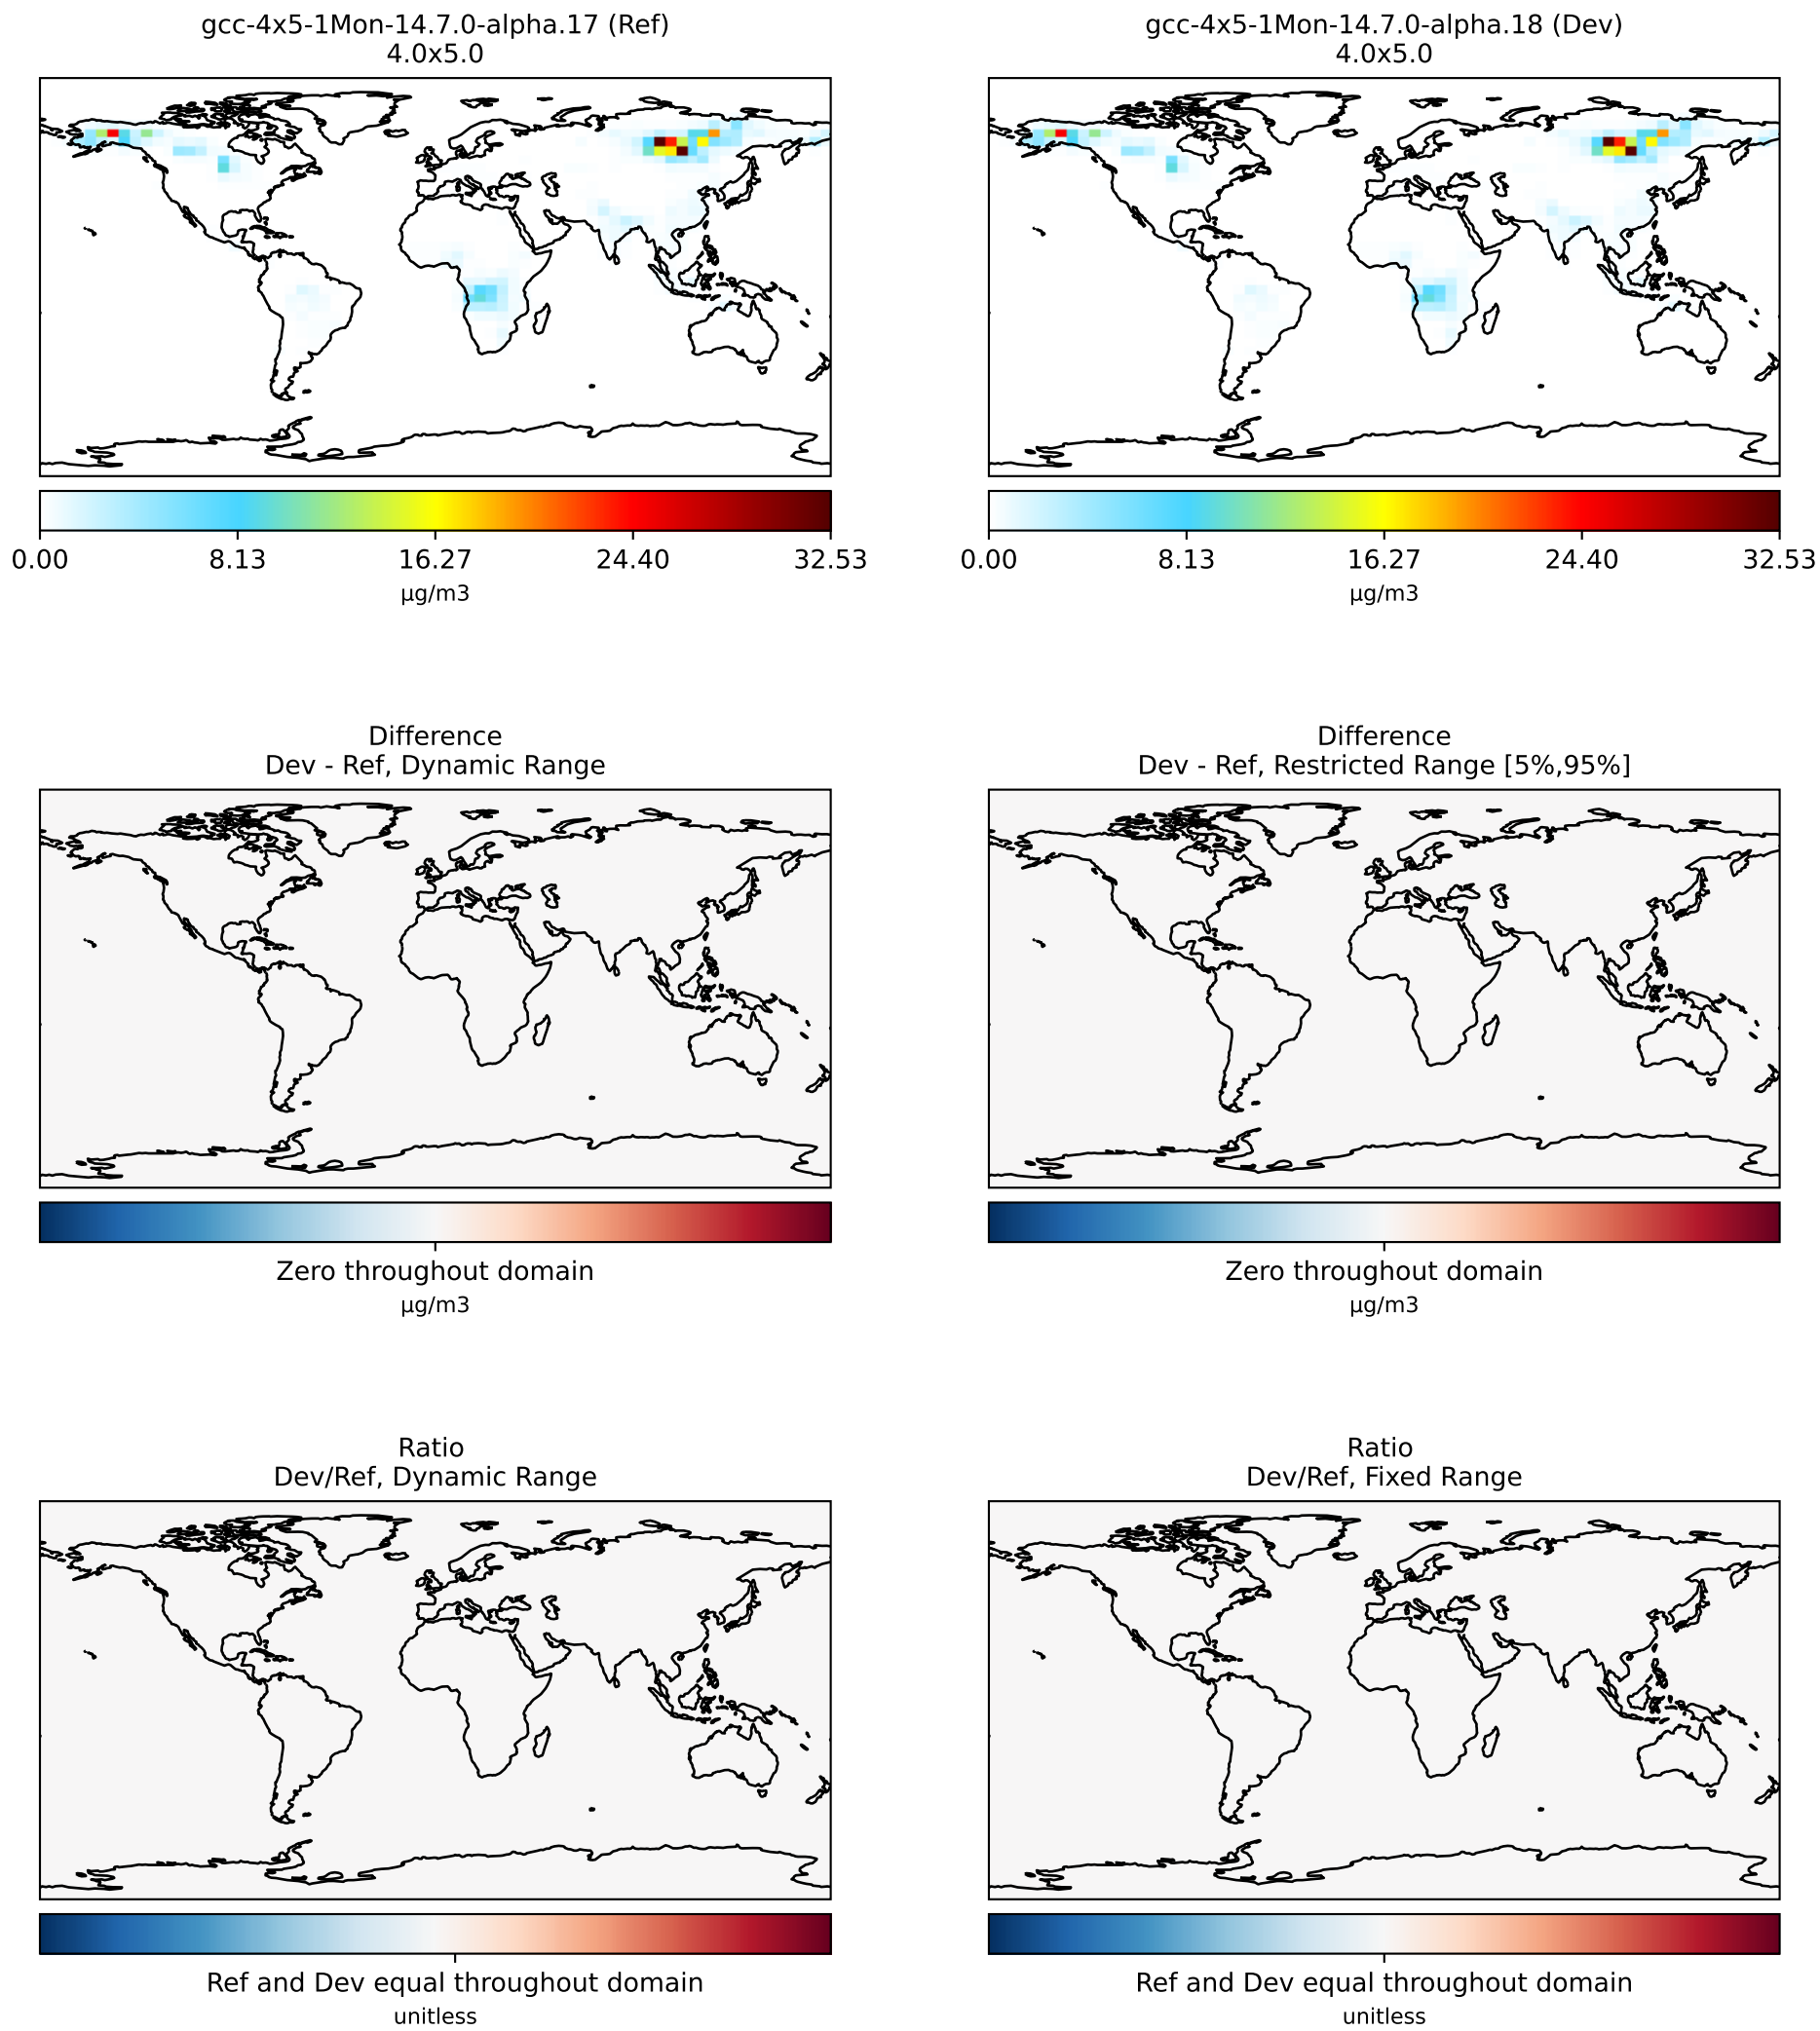 gcc-4x5-1Mon-14.7.0-alpha.17 (Ref)
4.0x5.0
gcc-4x5-1Mon-14.7.0-alpha.18 (Dev)
4.0x5.0
0.00 8.13 16.27 24.40 32.53
μg/m3
0.00 8.13 16.27 24.40 32.53
μg/m3
Difference
Dev - Ref, Dynamic Range
Difference
Dev - Ref, Restricted Range [5%,95%]
Zero throughout domain
μg/m3
Zero throughout domain
μg/m3
Ratio
Dev/Ref, Dynamic Range
Ratio
Dev/Ref, Fixed Range
Ref and Dev equal throughout domain
unitless
Ref and Dev equal throughout domain
unitless